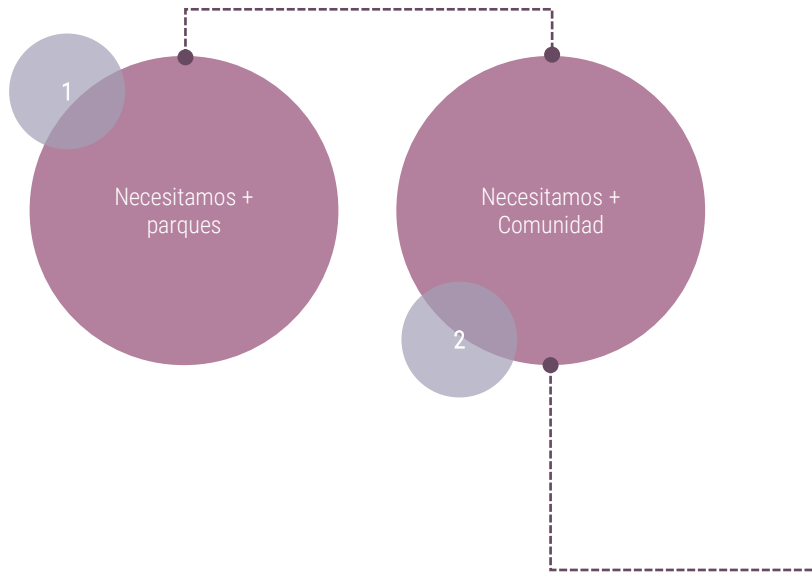 1
Necesitamos +
parques
Necesitamos +
Comunidad
2